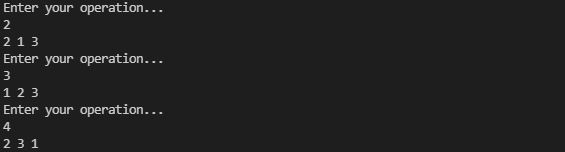 Enter your operation...
2
2 1 3
Enter your operation...
3
1 2 3
Enter your operation...
4
2 3 1